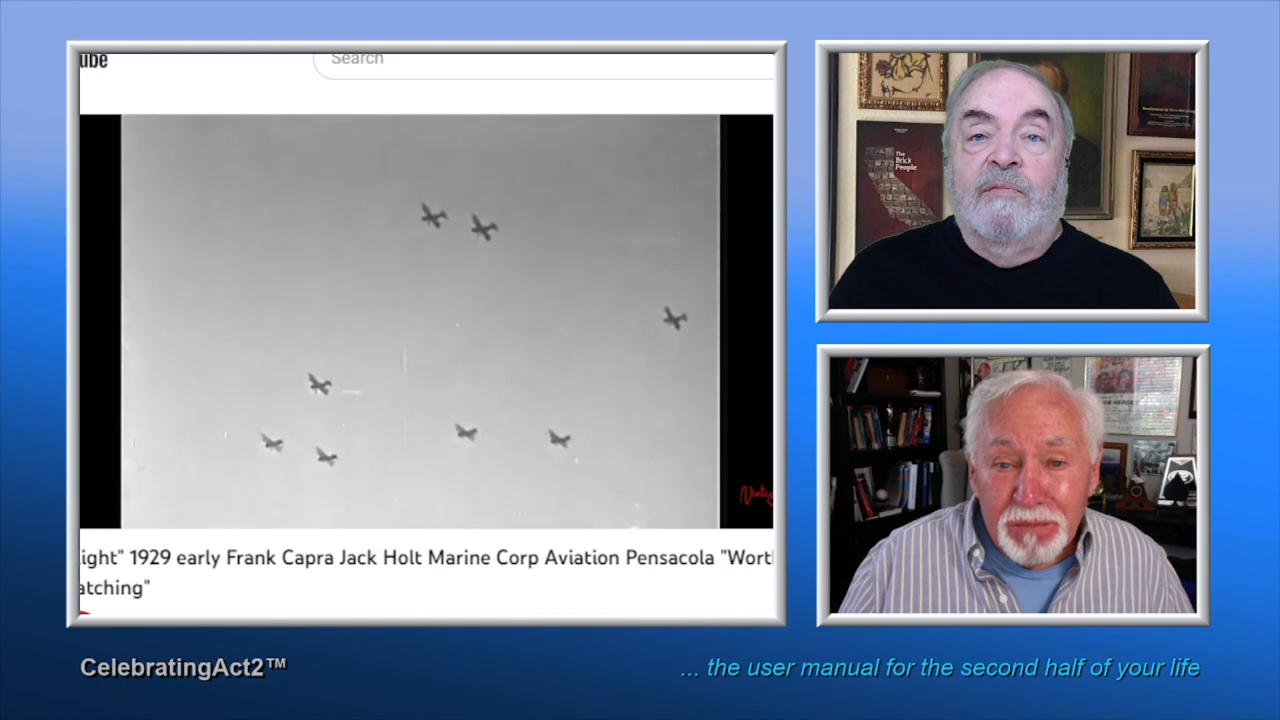 ube
Search
ight" 1929 early Frank Capra Jack Holt Marine Corp Aviation Pensacola "Wort
atching"
The
Brick
People
CelebratingAct2™
... the user manual for the second half of your life